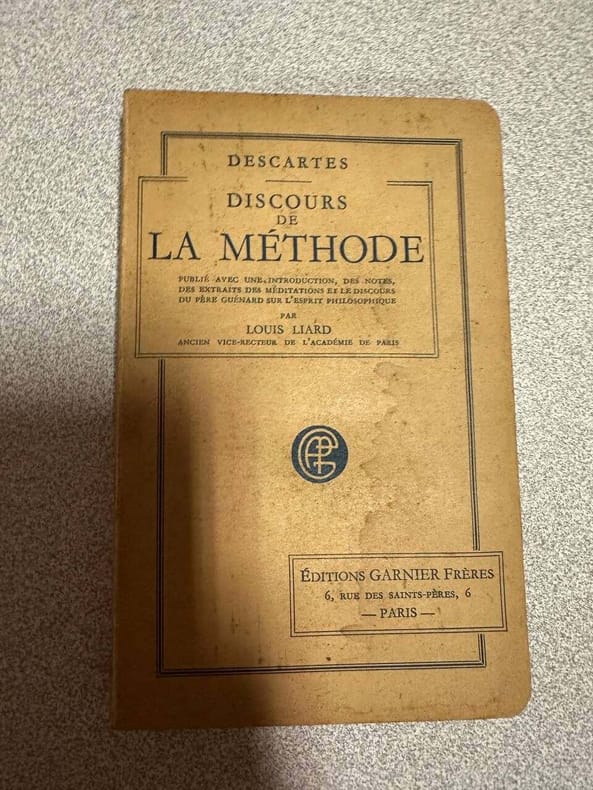 DESCARTES
DISCOURS
DE
LA MÉTHODE
PUBLIÉ AVEC UNE INTRODUCTION, DES NOTES,
DES EXTRAITS DES MÉDITATIONS ET LE DISCOURS
DU PÈRE GUÉNARD SUR L'ESPRIT PHILOSOPHIQUE
PAR
LOUIS LIARD
ANCIEN VICE-RECTEUR DE L'ACADÉMIE DE PARIS
ÉDITIONS GARNIER FRÈRES
6, RUE DES SAINTS-PÈRES, 6
— PARIS —